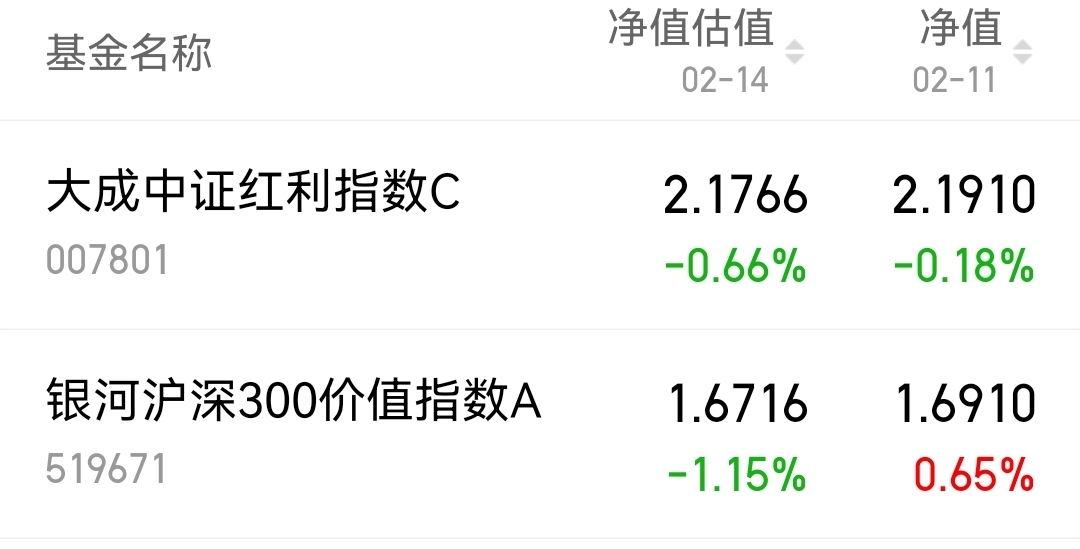 基金名称 净值估值 净值
02-14 02-11
大成中证红利指数C 2.1766 2.1910
007801 -0.66% -0.18%
银河沪深300价值指数A 1.6716 1.6910
519671 -1.15% 0.65%